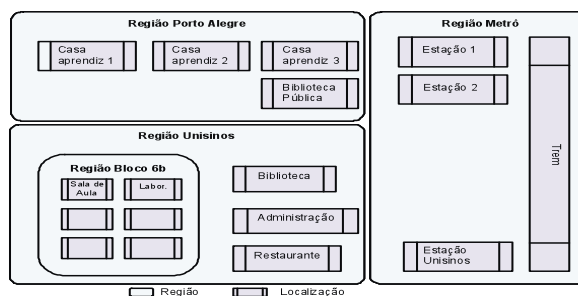 Região Porto Alegre
Casa
aprendiz 1
Casa
aprendiz 2
Casa
aprendiz 3
Biblioteca
Pública
Região Unisinos
Região Bloco 6b
Sala de
Aula
Labor.
Biblioteca
Administração
Restaurante
Região Metró
Estação 1
Estação 2
Trem
Estação
Unisinos
Região
Localização